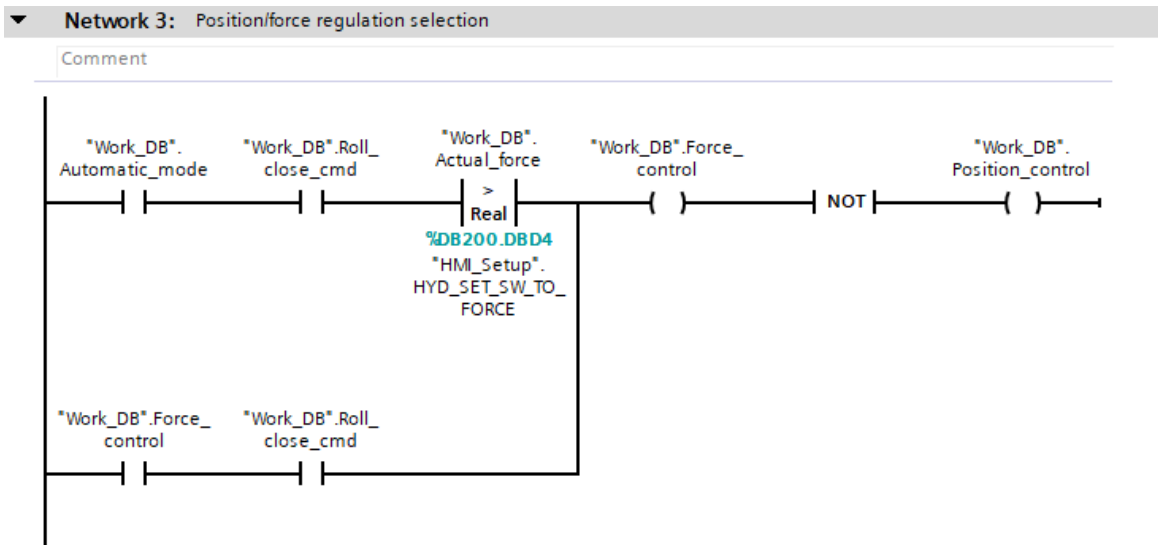 Network 3: Position/force regulation selection
Comment
"Work_DB".
Automatic_mode
"Work_DB".Roll_
close_cmd
"Work_DB".
Actual_force
>
Real
%DB200.DBD4
"HMI_Setup".
HYD_SET_SW_TO_
FORCE
"Work_DB".Force_
control
NOT
"Work_DB".
Position_control
"Work_DB".Force_
control
"Work_DB".Roll_
close_cmd